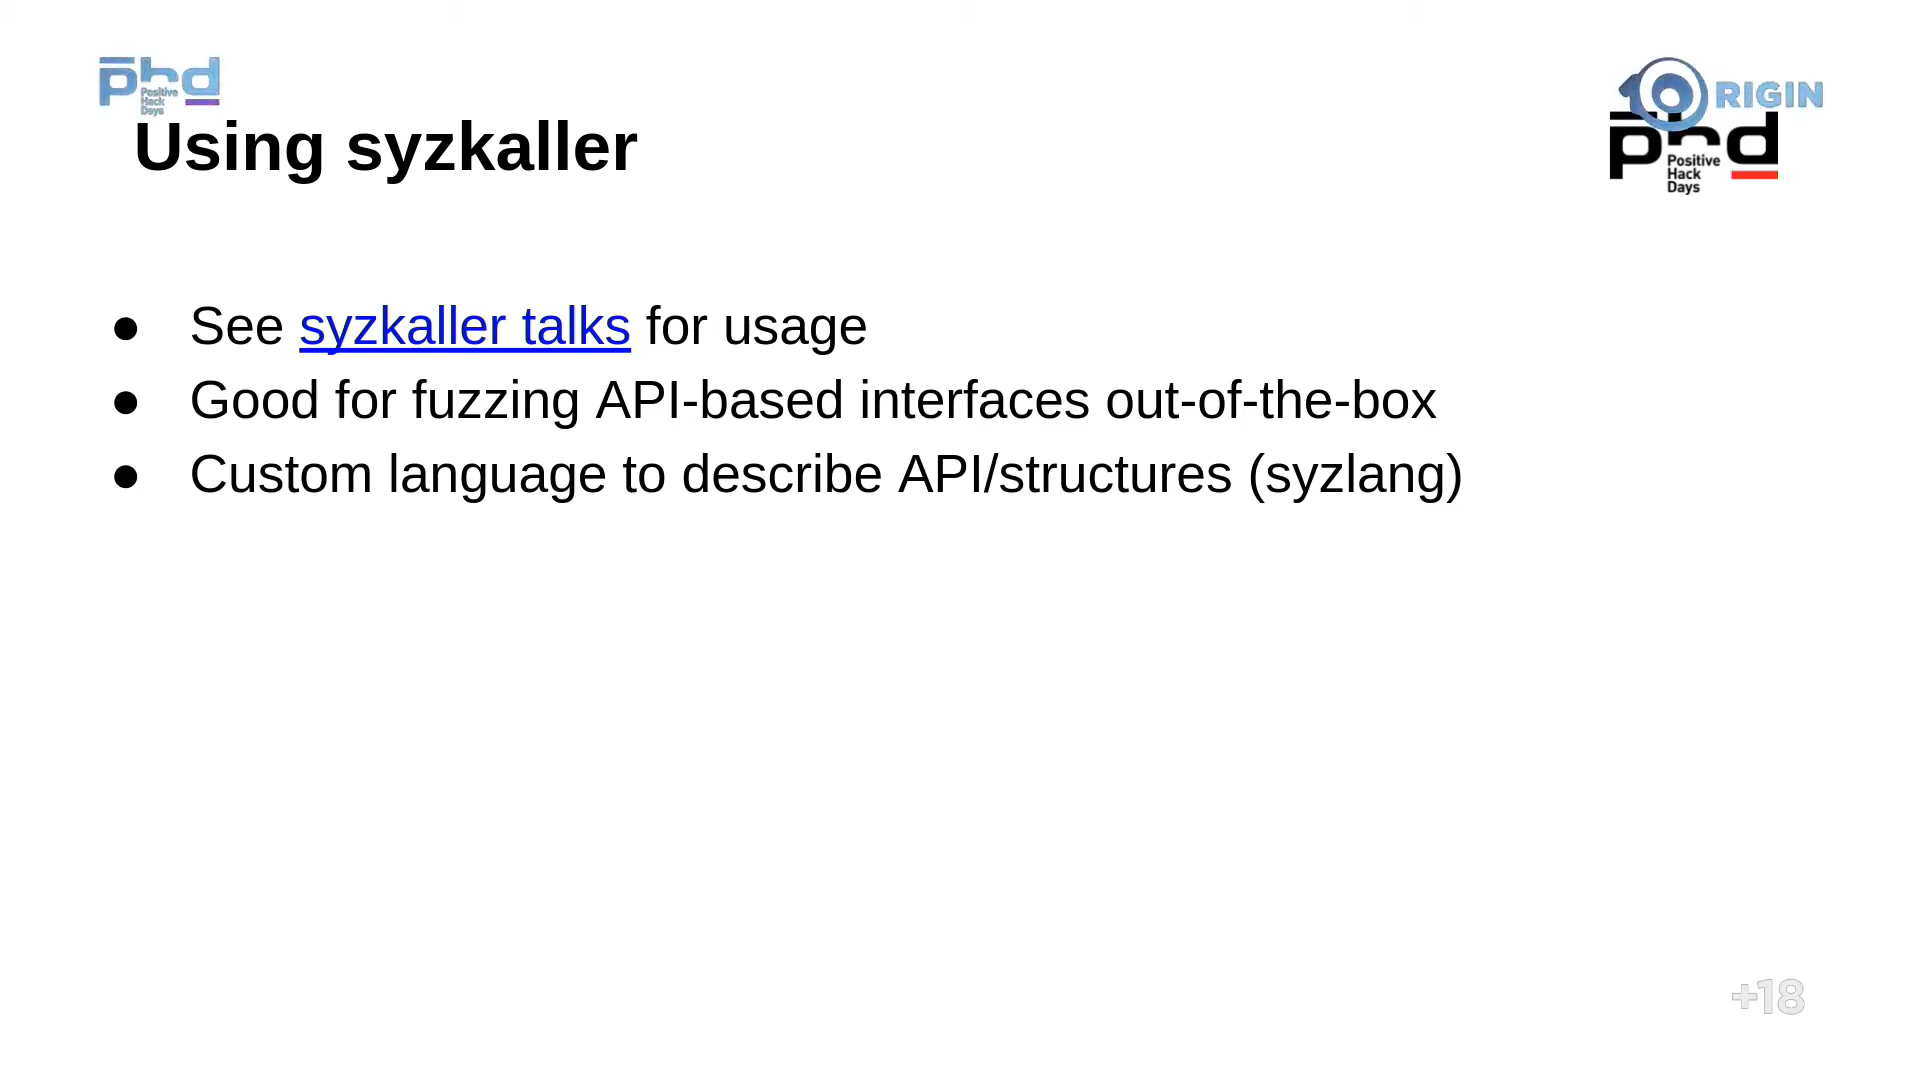 phd
Positive
Hack
Days
10RIGIN
phd
Positive
Hack
Days
Using syzkaller
● See syzkaller talks for usage
● Good for fuzzing API-based interfaces out-of-the-box
● Custom language to describe API/structures (syzlang)
+18